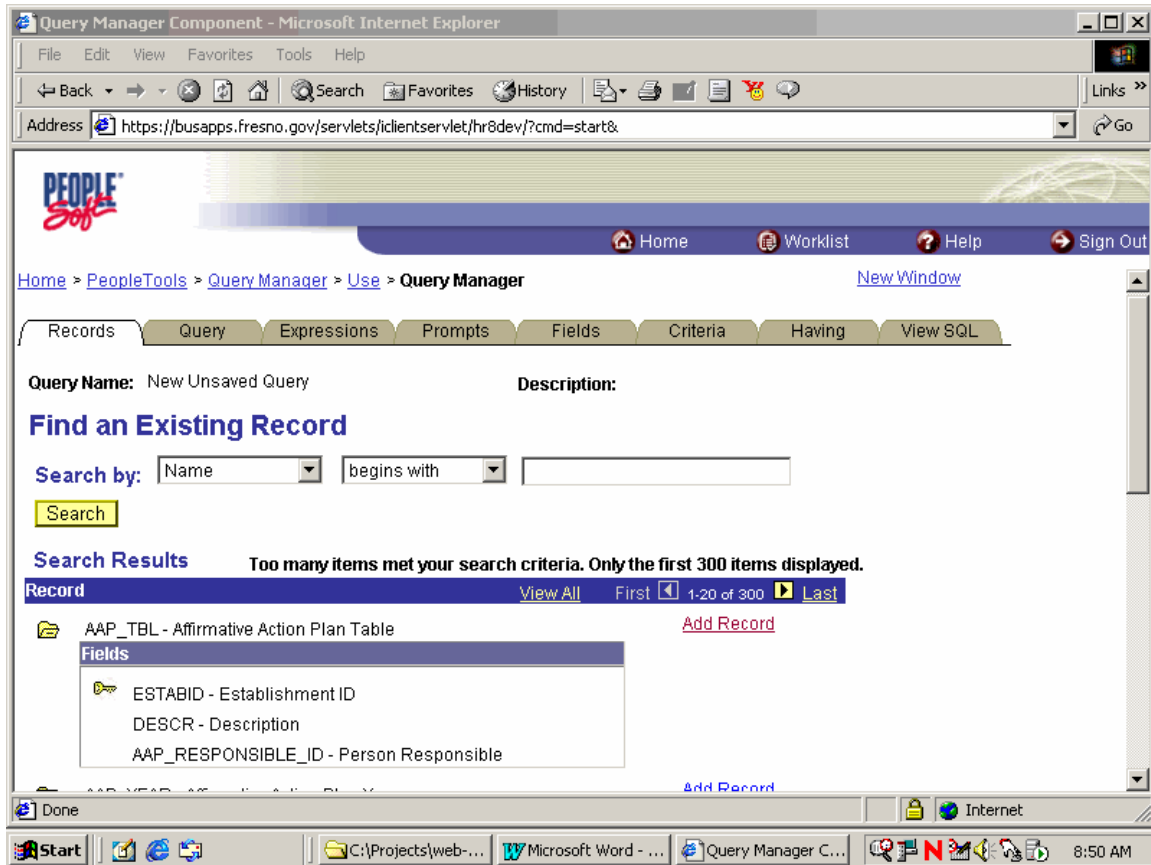 Query Manager Component - Microsoft Internet Explorer
File Edit View Favorites Tools Help
Back Search Favorites History Links »
Address https://busapps.fresno.gov/servlets/iclientservlet/hr8dev/?cmd=start& Go
PEOPLE Soft
Home Worklist Help Sign Out
Home > PeopleTools > Query Manager > Use > Query Manager New Window
Records Query Expressions Prompts Fields Criteria Having View SQL
Query Name: New Unsaved Query Description:
Find an Existing Record
Search by: Name begins with
Search
Search Results Too many items met your search criteria. Only the first 300 items displayed.
Record View All First 1-20 of 300 Last
AAP_TBL - Affirmative Action Plan Table Add Record
Fields
ESTABID - Establishment ID
DESCR - Description
AAP_RESPONSIBLE_ID - Person Responsible
Add Record
Done Internet
Start C:\Projects\web-... Microsoft Word - ... Query Manager C... 8:50 AM